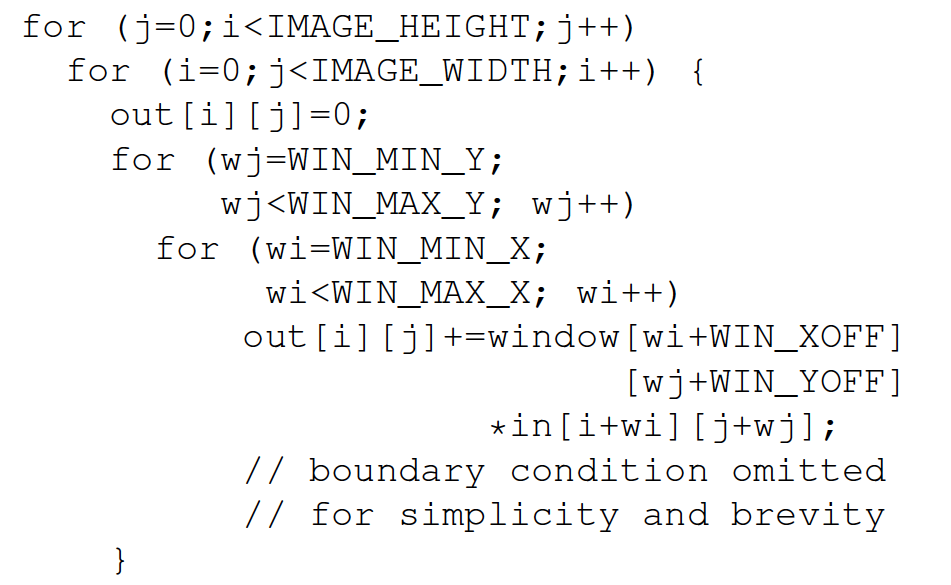 for (j=0;i<IMAGE_HEIGHT;j++)
for (i=0;j<IMAGE_WIDTH;i++) {
out[i][j]=0;
for (wj=WIN_MIN_Y;
wj<WIN_MAX_Y; wj++)
for (wi=WIN_MIN_X;
wi<WIN_MAX_X; wi++)
out[i][j]+=window[wi+WIN_XOFF]
[wj+WIN_YOFF]
*in[i+wi][j+wj];
// boundary condition omitted
// for simplicity and brevity
}